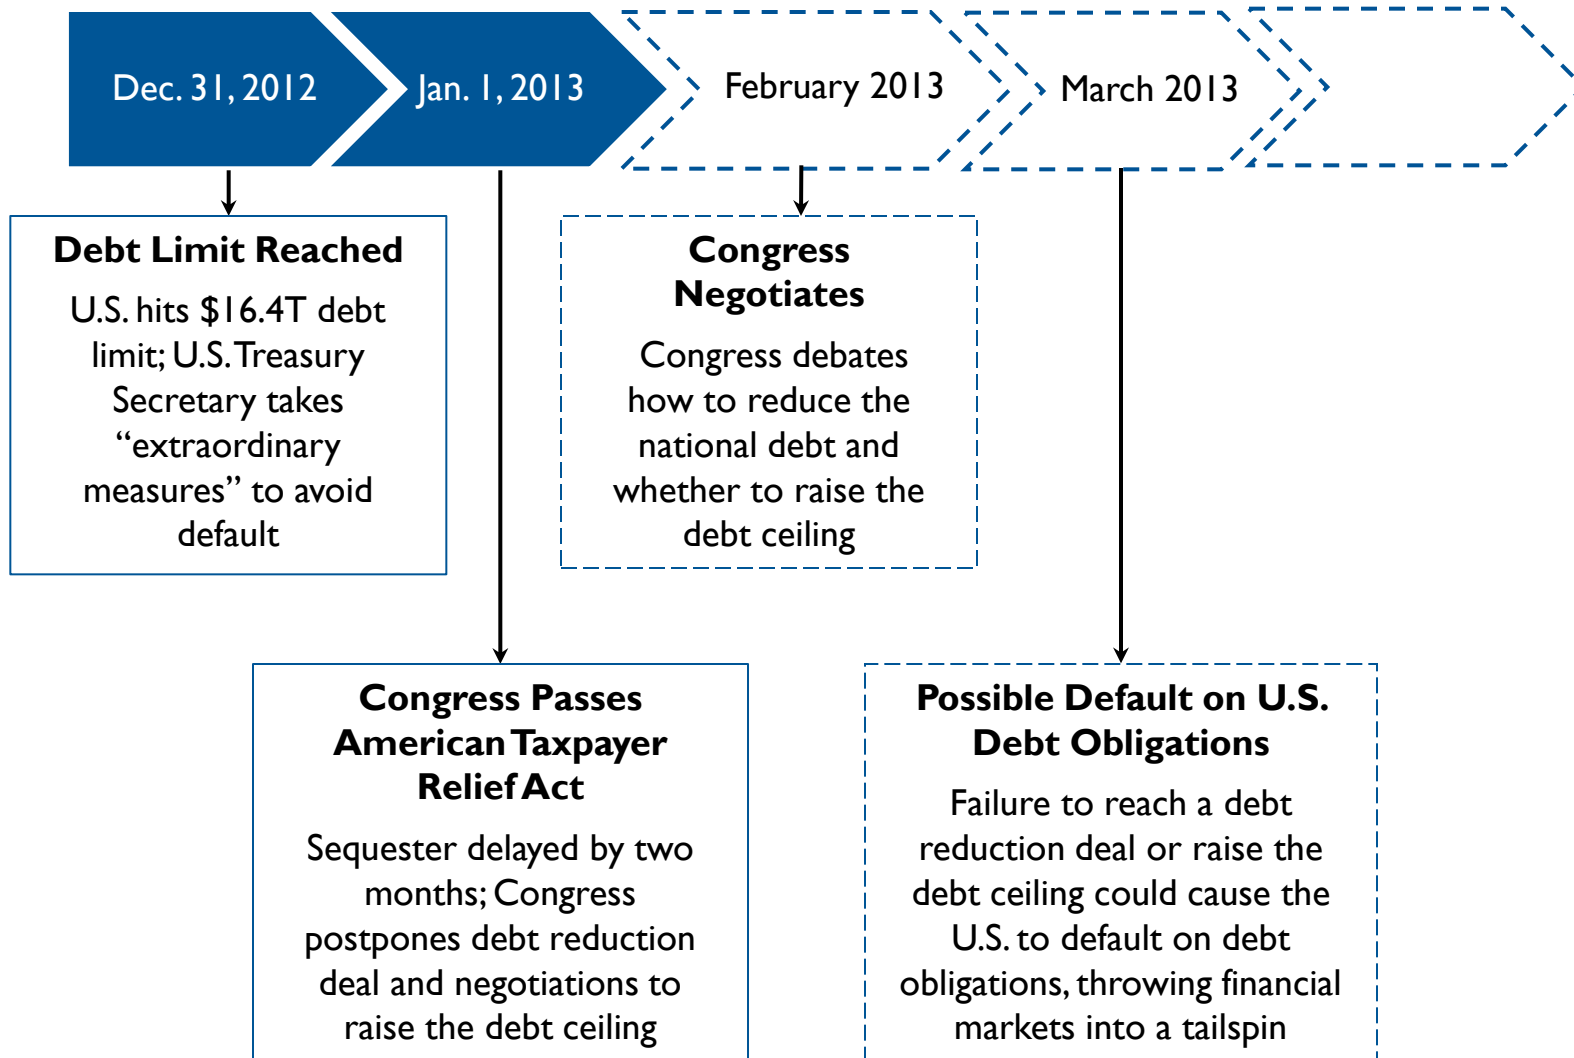 Dec. 31, 2012
Jan. 1, 2013
February 2013
March 2013
Debt Limit Reached
U.S. hits $16.4T debt
limit; U.S. Treasury
Secretary takes
“extraordinary
measures” to avoid
default
Congress
Negotiates
Congress debates
how to reduce the
national debt and
whether to raise the
debt ceiling
Congress Passes
American Taxpayer
Relief Act
Sequester delayed by two
months; Congress
postpones debt reduction
deal and negotiations to
raise the debt ceiling
Possible Default on U.S.
Debt Obligations
Failure to reach a debt
reduction deal or raise the
debt ceiling could cause the
U.S. to default on debt
obligations, throwing financial
markets into a tailspin